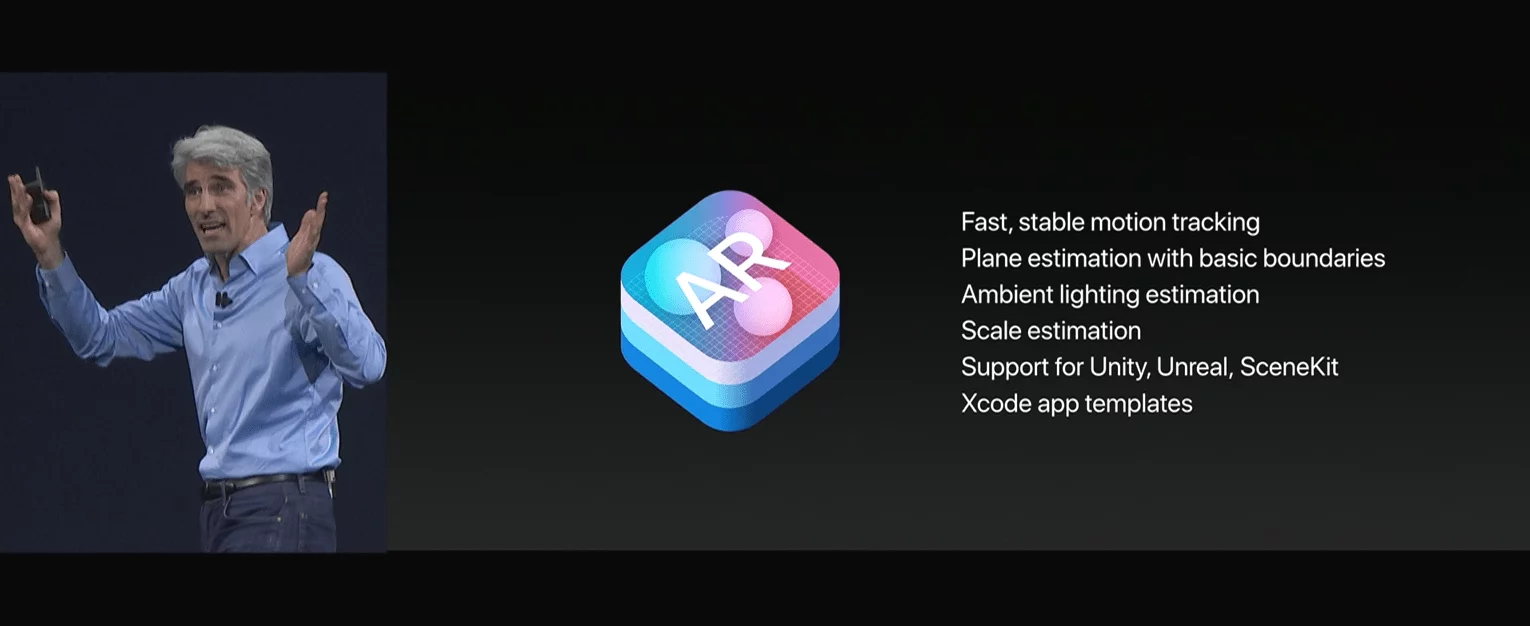 AR
Fast, stable motion tracking
Plane estimation with basic boundaries
Ambient lighting estimation
Scale estimation
Support for Unity, Unreal, SceneKit
Xcode app templates